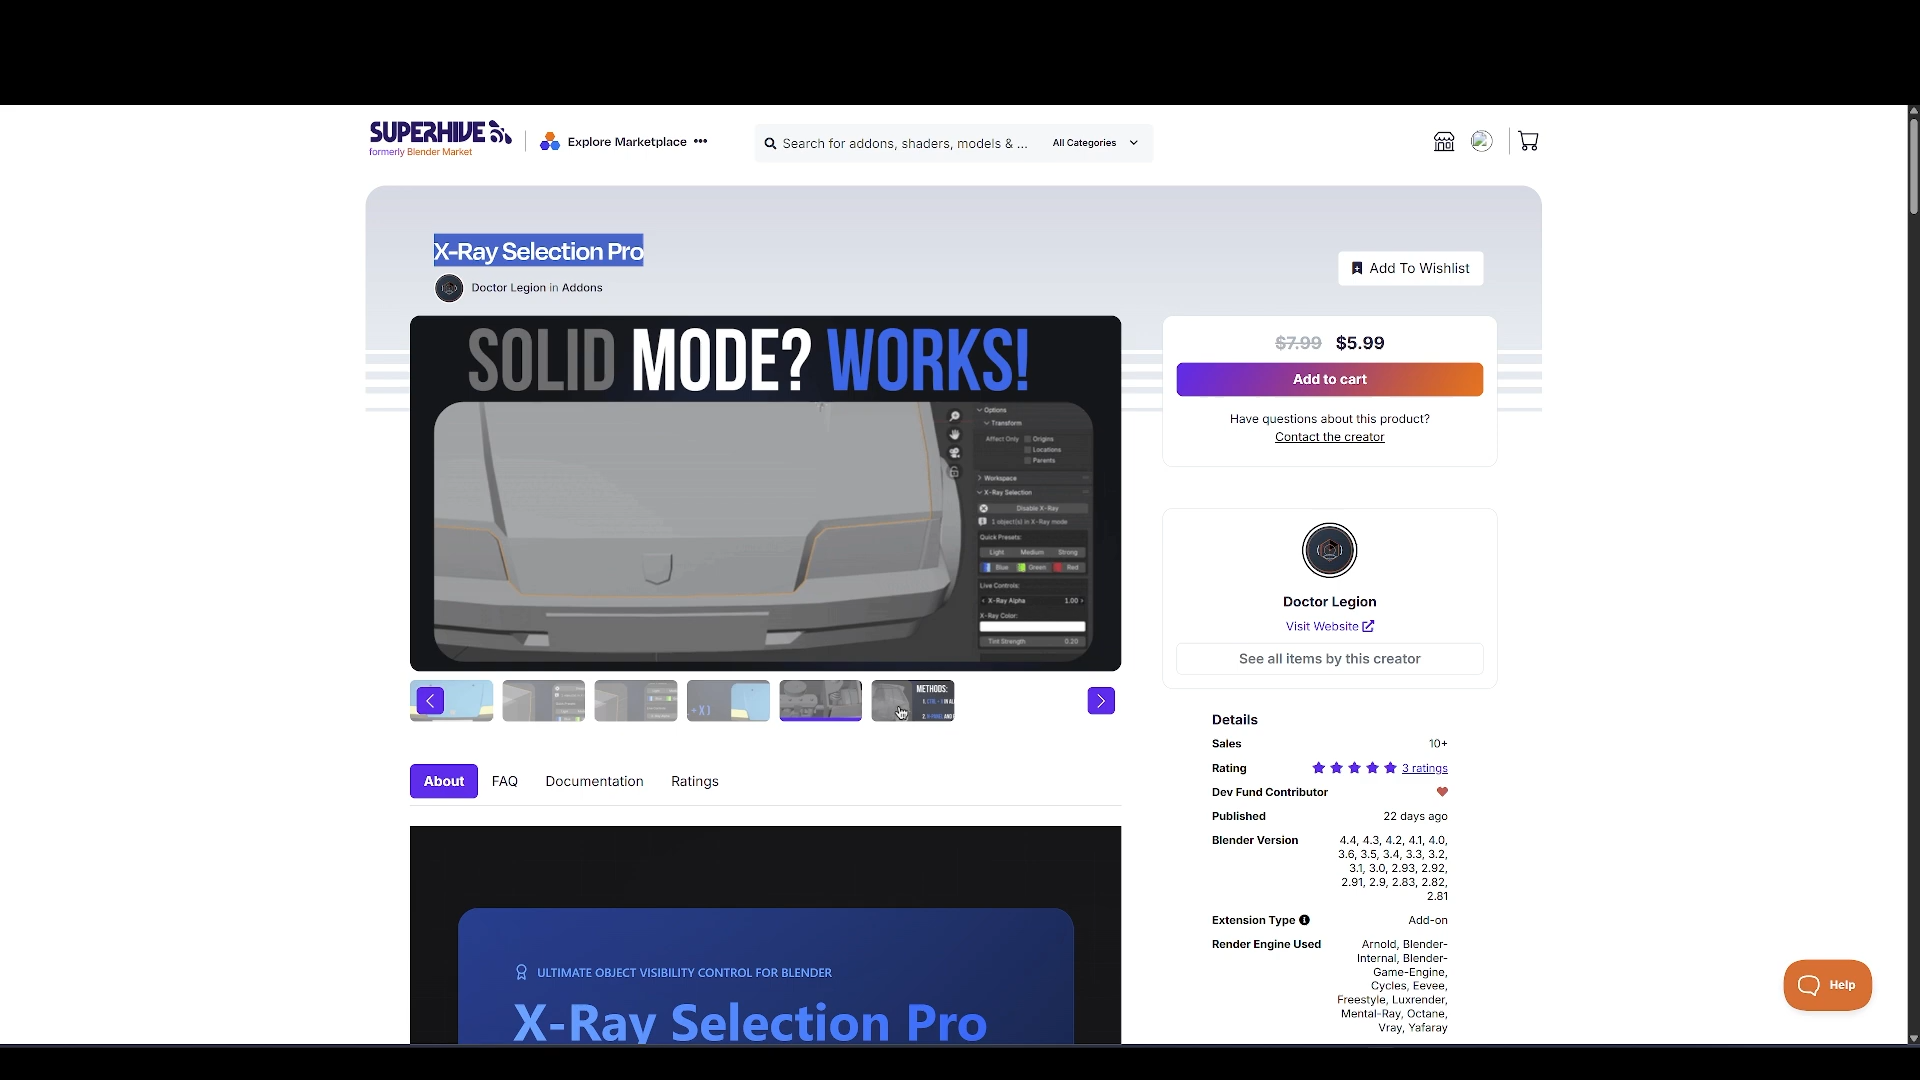 SUPERHIVE
formerly Blender Market
Explore Marketplace •••
Search for addons, shaders, models & ...
All Categories
X-Ray Selection Pro
Doctor Legion in Addons
Add To Wishlist
SOLID MODE? WORKS!
Options
Transform
Affect Only Origins
Locations
Parents
Workspace
X-Ray Selection
Disable X-Ray
1 object(s) in X-Ray mode
Quick Presets:
Light Medium Strong
Blue Green Red
Live Controls:
X-Ray Alpha 1.00
X-Ray Color:
Tint Strength 0.20
$7.99 $5.99
Add to cart
Have questions about this product?
Contact the creator
Doctor Legion
Visit Website
See all items by this creator
+ X)
METHODS:
About FAQ Documentation Ratings
ULTIMATE OBJECT VISIBILITY CONTROL FOR BLENDER
X-Ray Selection Pro
Details
Sales 10+
Rating 3 ratings
Dev Fund Contributor
Published 22 days ago
Blender Version 4.4, 4.3, 4.2, 4.1, 4.0,
3.6, 3.5, 3.4, 3.3, 3.2,
3.1, 3.0, 2.93, 2.92,
2.91, 2.9, 2.83, 2.82,
2.81
Extension Type Add-on
Render Engine Used Arnold, Blender-
Internal, Blender-
Game-Engine,
Cycles, Eevee,
Freestyle, Luxrender,
Mental-Ray, Octane,
Vray, Yafaray
Help